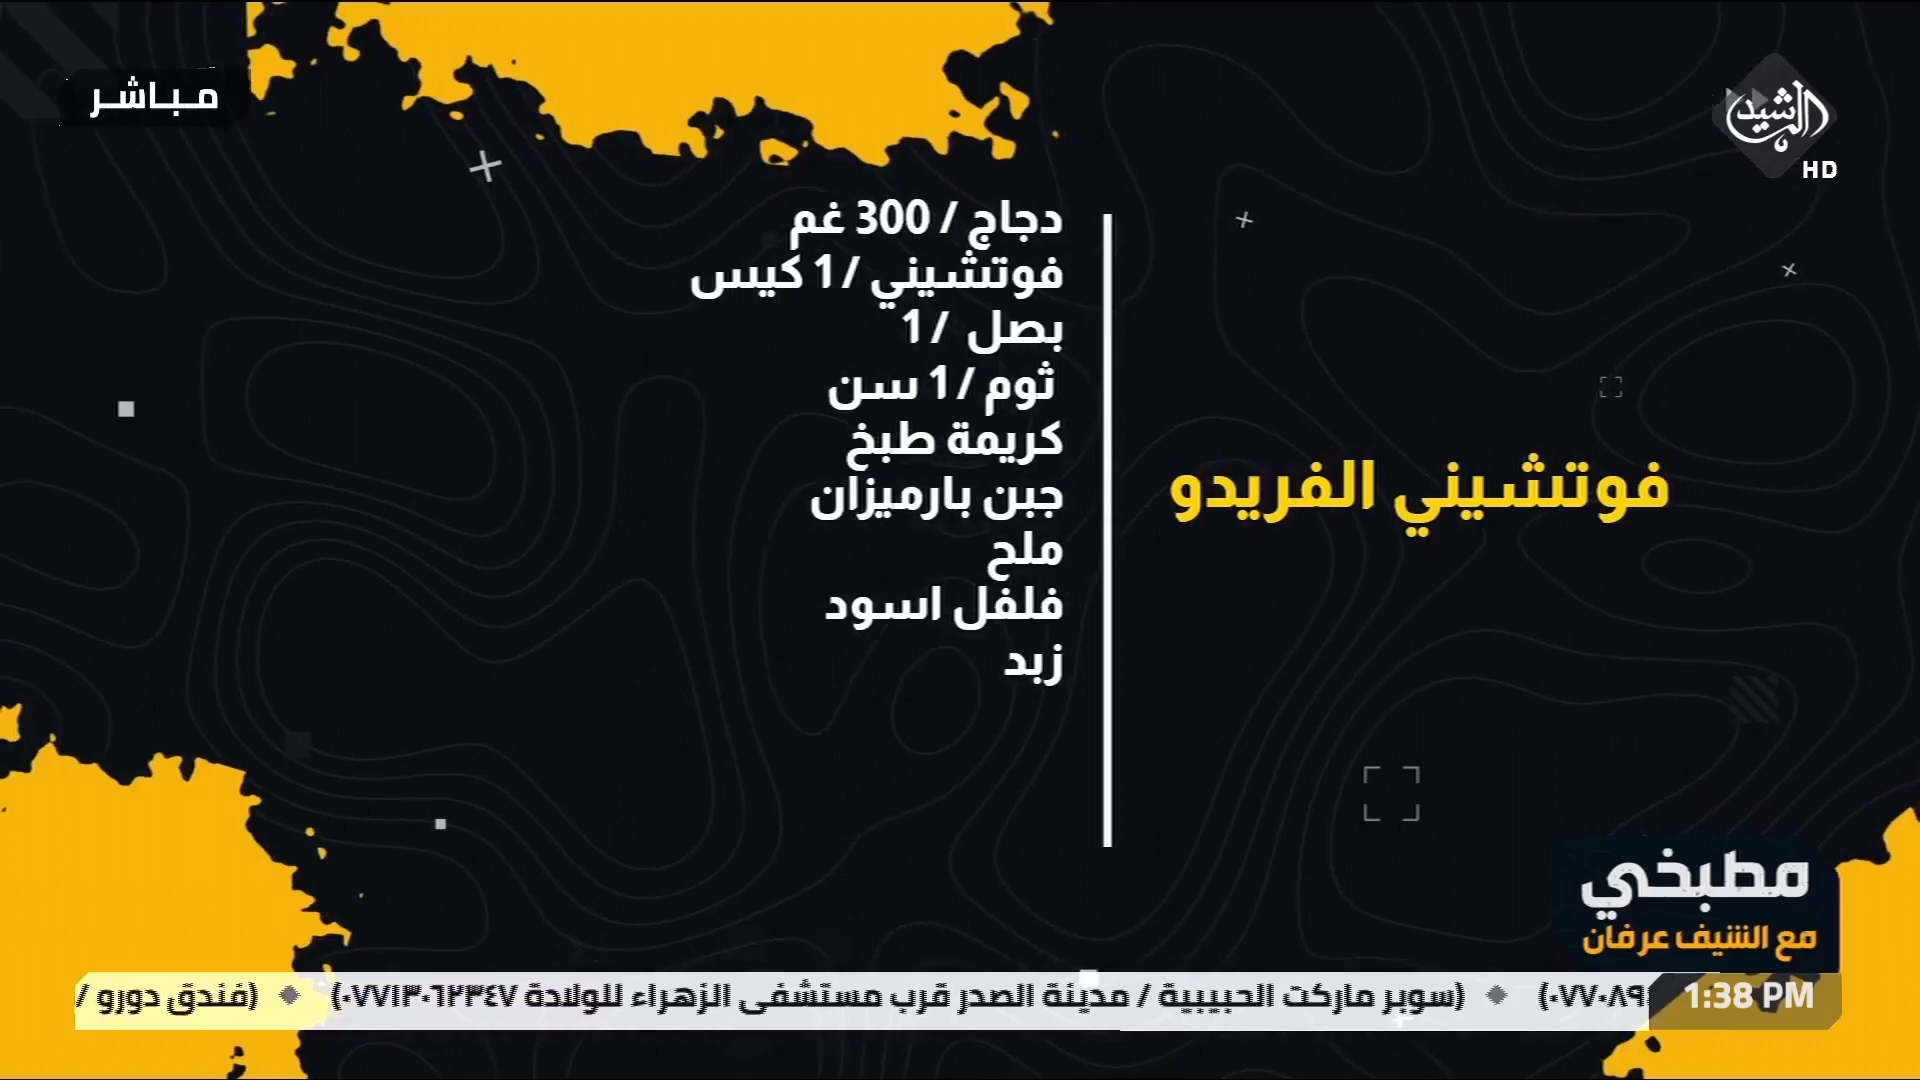 مباشر
الرشيد
HD
دجاج / 300 غم
فوتشيني / 1 كيس
بصل / 1
ثوم / 1 سن
كريمة طبخ
جبن بارميزان
ملح
فلفل اسود
زبد
فوتشيني الفريدو
مطبخي
مع الشيف عرفان
1:38 PM
٠٧٧٠٨٩) ◆ (سوبر ماركت الحبيبية / مدينة الصدر قرب مستشفى الزهراء للولادة ٠٧٧١٣٠٦٢٣٤٧) ◆ (فندق دورو /